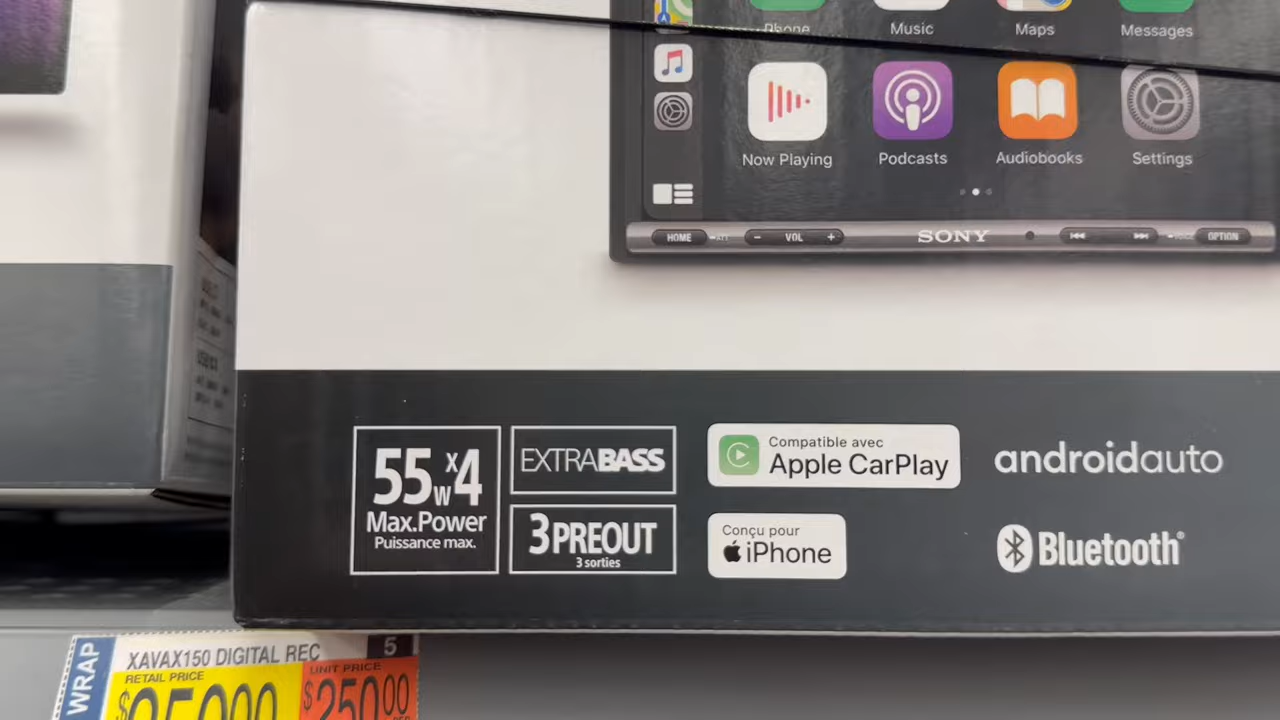 Phone Music Maps Messages
Now Playing Podcasts Audiobooks Settings
HOME ATT - VOL + SONY OPTION
55W x4
Max.Power
Puissance max.
EXTRABASS
3PREOUT
3 sorties
Compatible avec
Apple CarPlay
Conçu pour
iPhone
androidauto
Bluetooth®
WRAP
XAVAX150 DIGITAL REC 5
RETAIL PRICE
UNIT PRICE
$250.00